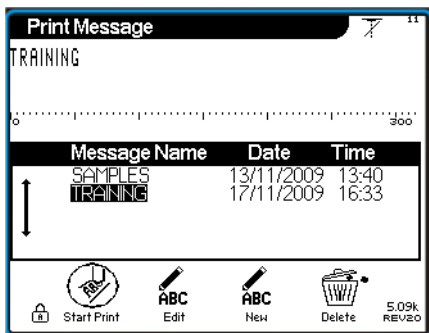 Print Message
11
TRAINING
0 300
Message Name Date Time
SAMPLES 13/11/2009 13:40
TRAINING 17/11/2009 16:33
ABC ABC ABC
Start Print Edit New Delete
5.09k
REV20